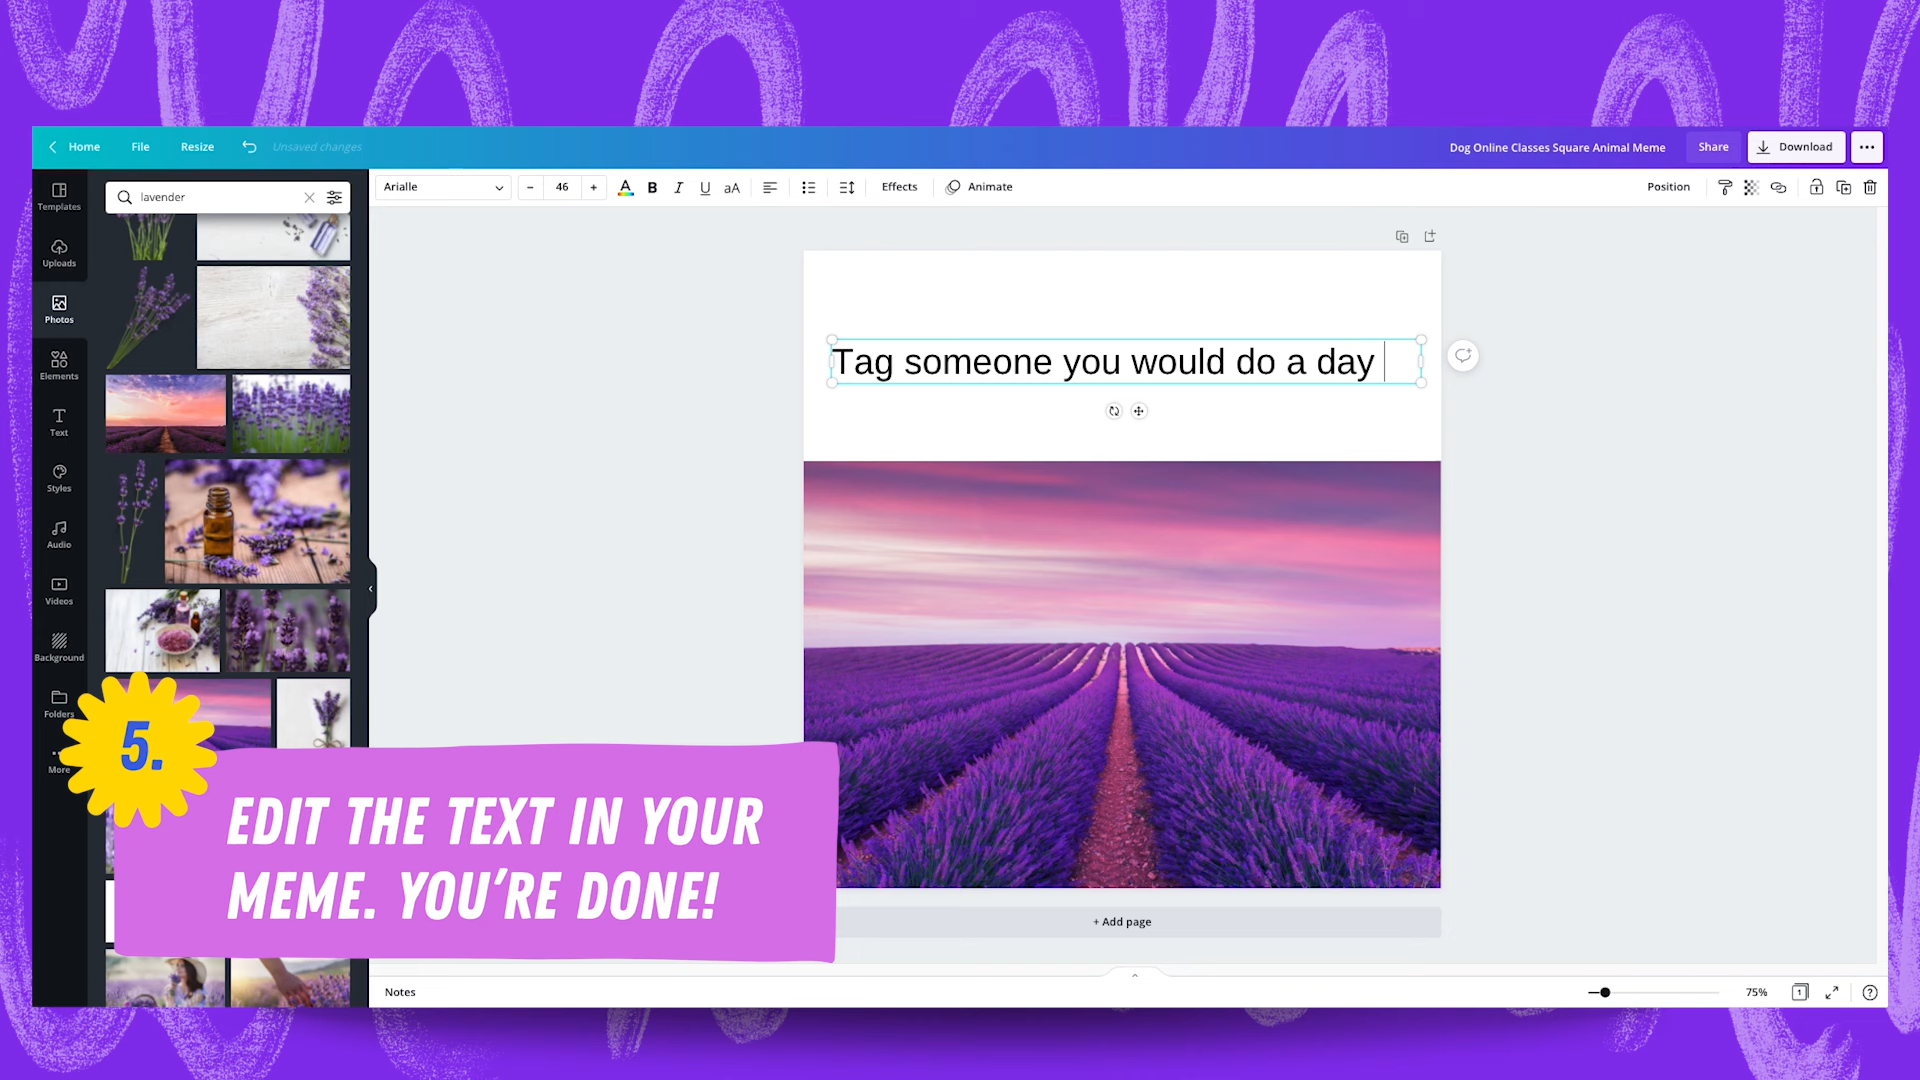 Home
File
Resize
Unsaved changes
Dog Online Classes Square Animal Meme
Share
Download
Templates
Uploads
Photos
Elements
Text
Styles
Audio
Videos
Background
Folders
More
lavender
Arialle
46
A
B
I
U
aA
Effects
Animate
Position
Tag someone you would do a day
+ Add page
5.
EDIT THE TEXT IN YOUR
MEME. YOU'RE DONE!
Notes
75%
1
?